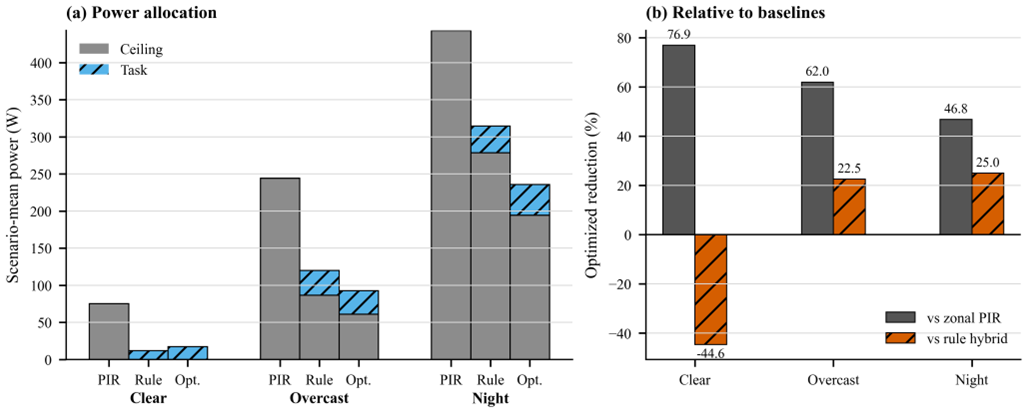 (a) Power allocation
Scenario-mean power (W)
400
350
300
250
200
150
100
50
0
Ceiling
Task
PIR Rule Opt.
Clear
PIR Rule Opt.
Overcast
PIR Rule Opt.
Night
(b) Relative to baselines
Optimized reduction (%)
80
60
40
20
0
−20
−40
76.9
-44.6
62.0
22.5
46.8
25.0
vs zonal PIR
vs rule hybrid
Clear
Overcast
Night